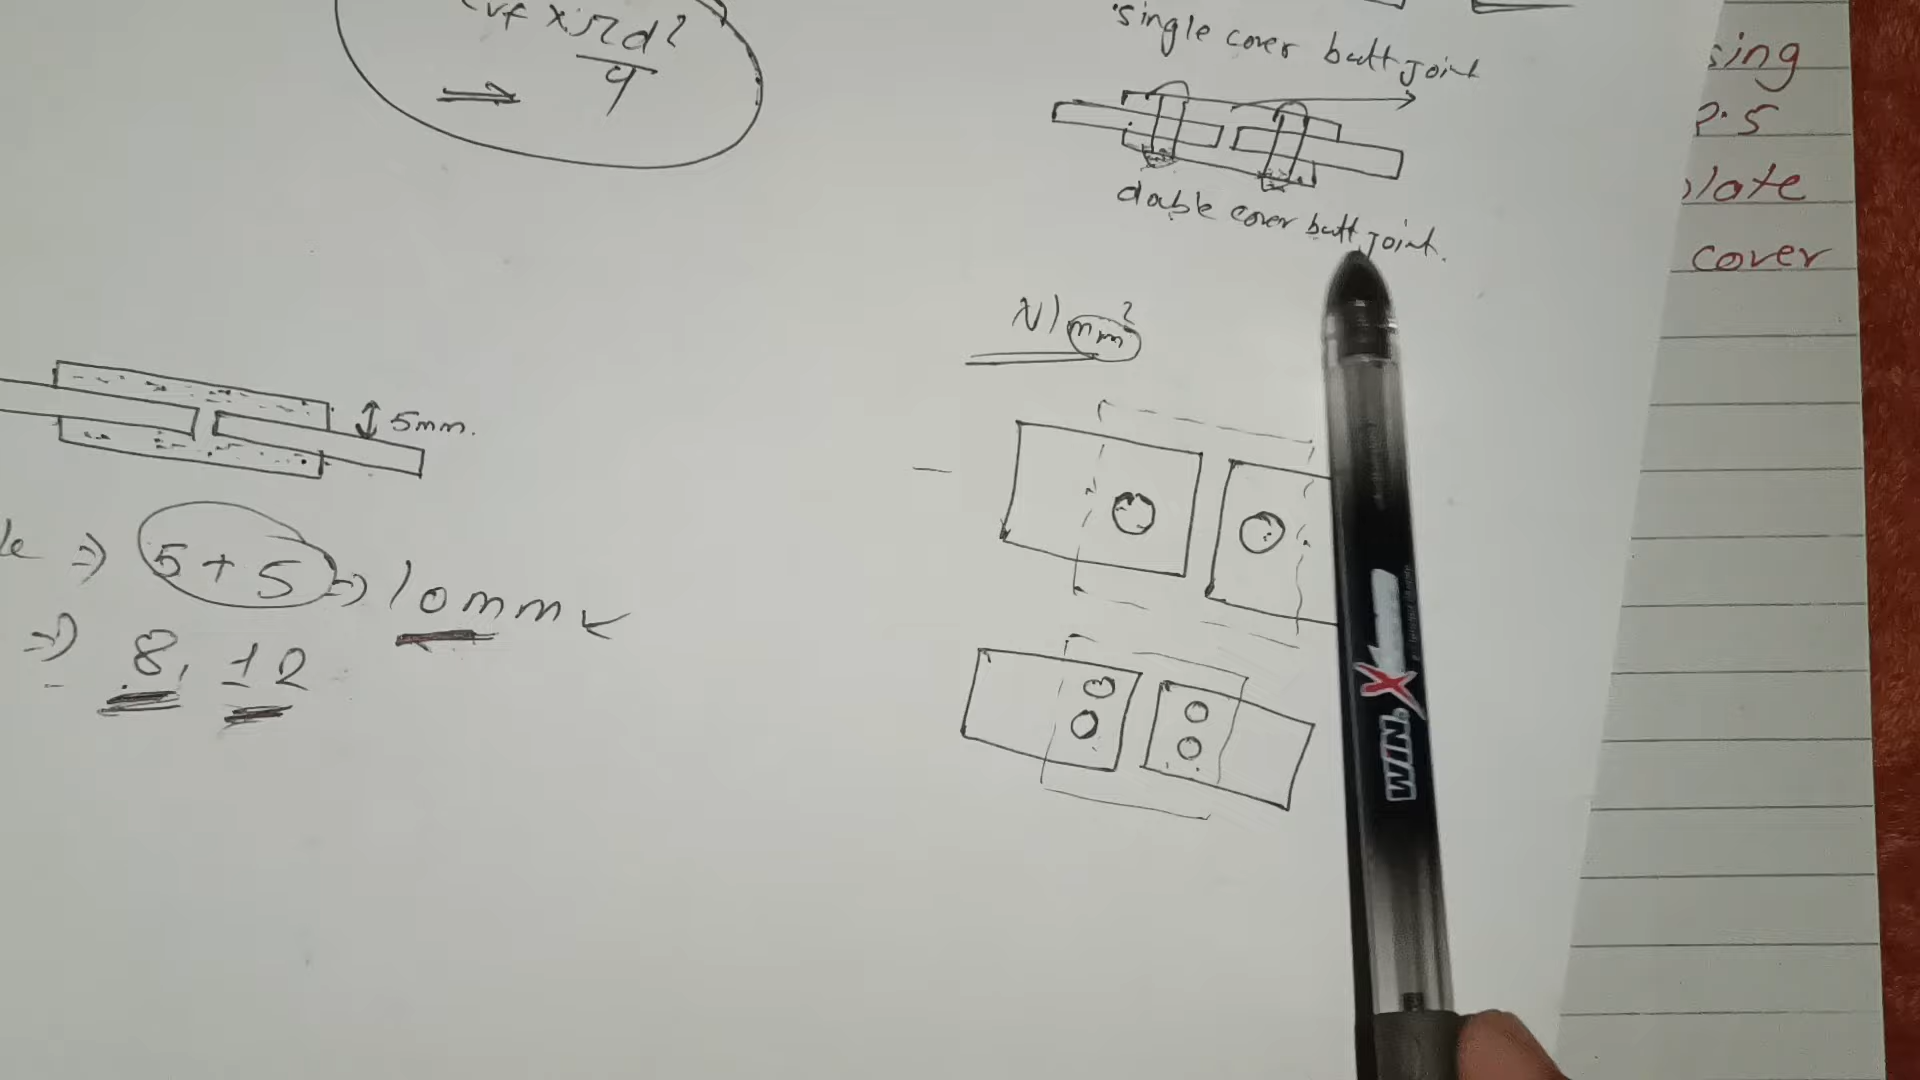 × πd²
4
⇒
single cover butt joint
double cover butt joint.
N/mm²
5mm.
⇒ 5 + 5 ⇒ 10mm
⇒ 8, 12
sing
2.5
plate
cover
WIN X